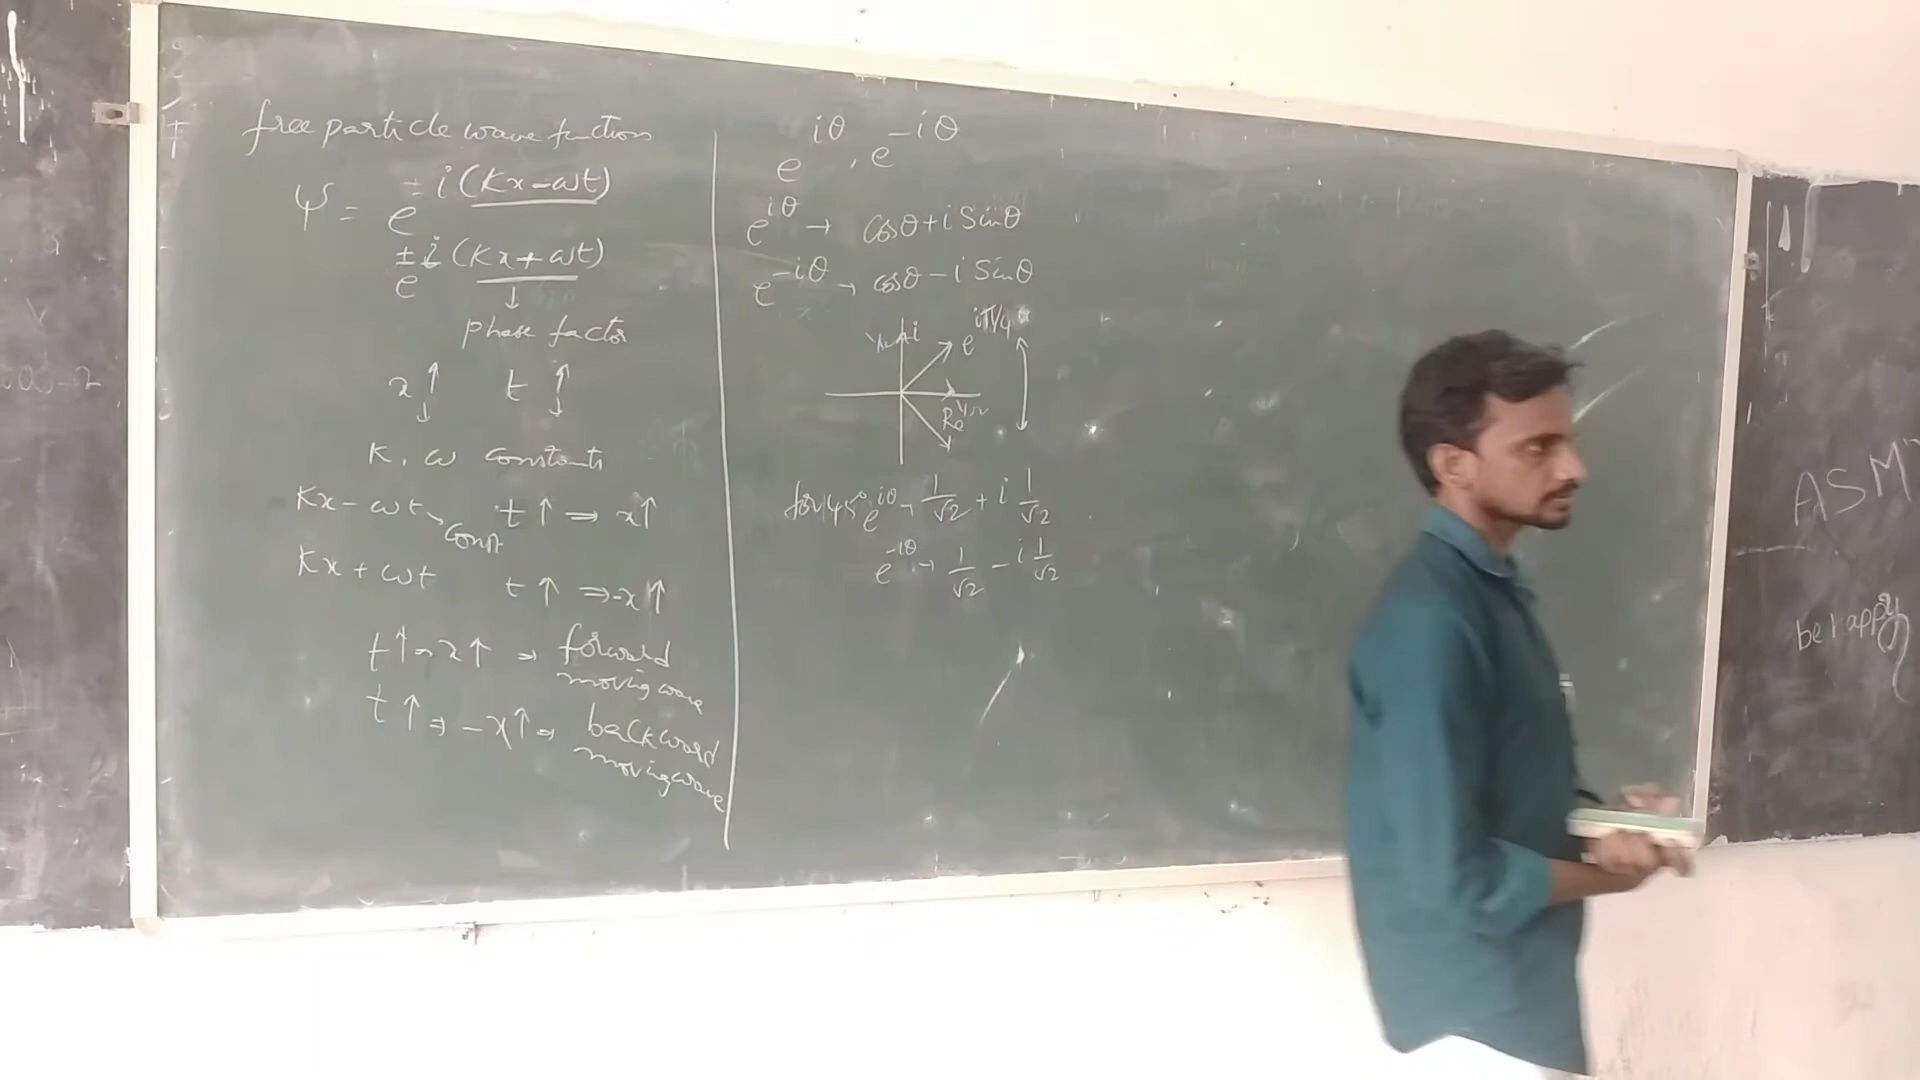 free particle wave function
ψ = e^{± i (Kx - ωt)}
e^{± i (Kx + ωt)}
↓
phase factor
x ↑ t ↑
↓ ↓
K, ω constants
Kx - ωt → const t ↑ ⇒ x ↑
Kx + ωt t ↑ ⇒ -x ↑
t ↑ ⇒ x ↑ ⇒ forward moving wave
t ↑ ⇒ -x ↑ ⇒ backward moving wave
e^{iθ}, e^{-iθ}
e^{iθ} → cosθ + i Sinθ
e^{-iθ} → cosθ - i Sinθ
i e^{iπ/4}
Re
for 45° e^{iθ} → 1/√2 + i 1/√2
e^{-iθ} → 1/√2 - i 1/√2
ASM